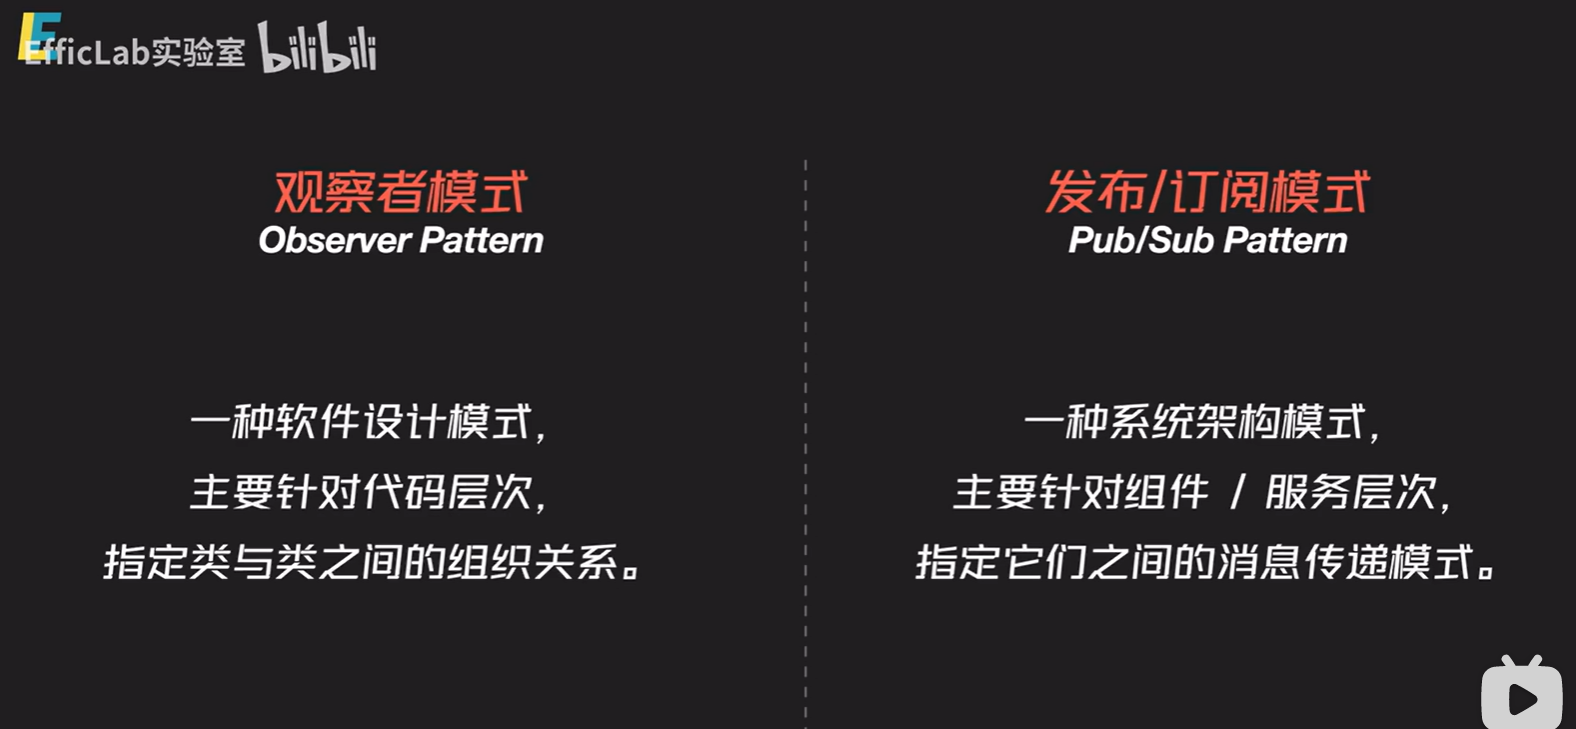 EfficLab实验室 bilibili
观察者模式
Observer Pattern
一种软件设计模式，
主要针对代码层次，
指定类与类之间的组织关系。
发布/订阅模式
Pub/Sub Pattern
一种系统架构模式，
主要针对组件 / 服务层次，
指定它们之间的消息传递模式。